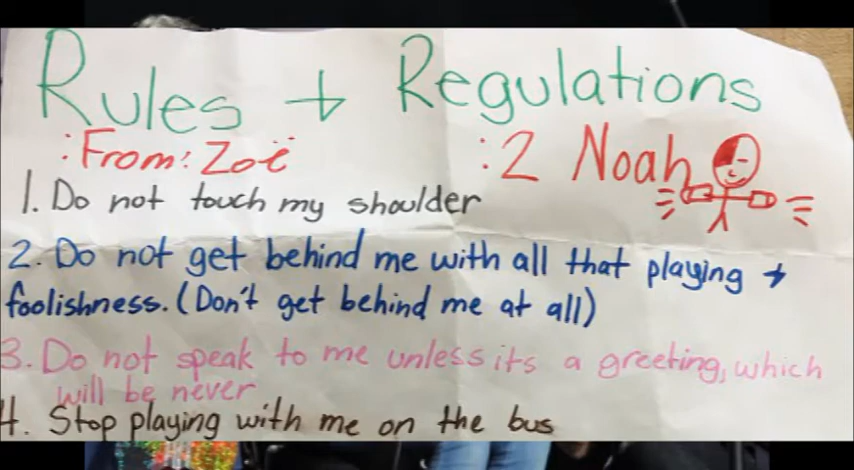 Rules + Regulations
:From: Zoë :2 Noah
1. Do not touch my shoulder
2. Do not get behind me with all that playing +
foolishness. (Don't get behind me at all)
3. Do not speak to me unless its a greeting, which
will be never
4. Stop playing with me on the bus